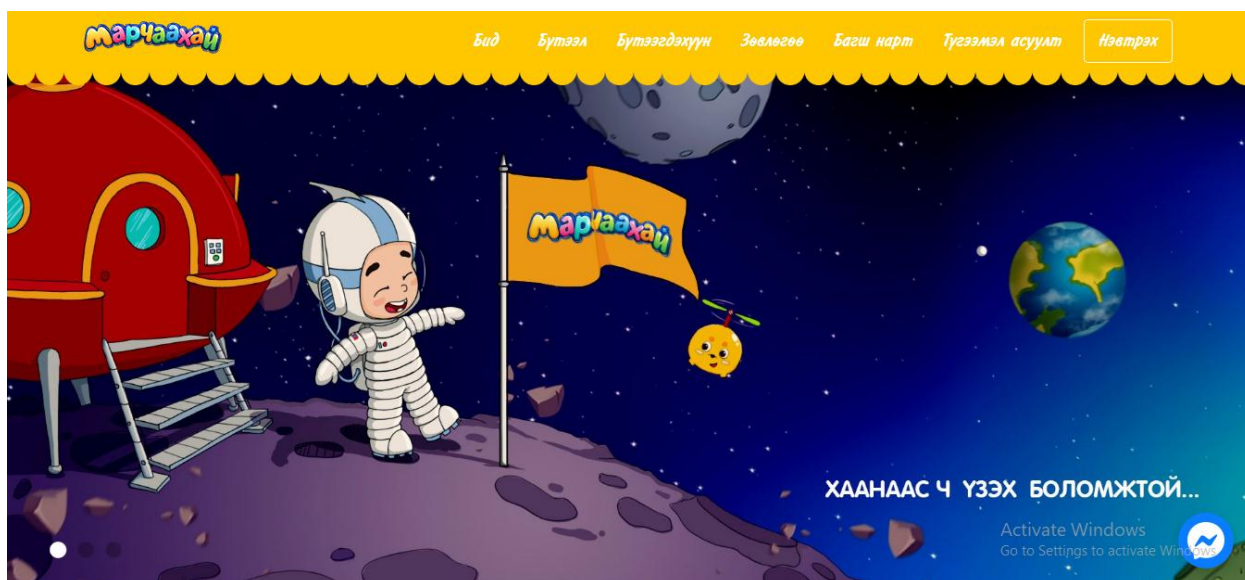 Марчаахай
Бид Бүтээл Бүтээгдэхүүн Зөвлөгөө Багш нарт Түгээмэл асуулт Нэвтрэх
Марчаахай
ХААНААС Ч ҮЗЭХ БОЛОМЖТОЙ...
Activate Windows
Go to Settings to activate Windows.